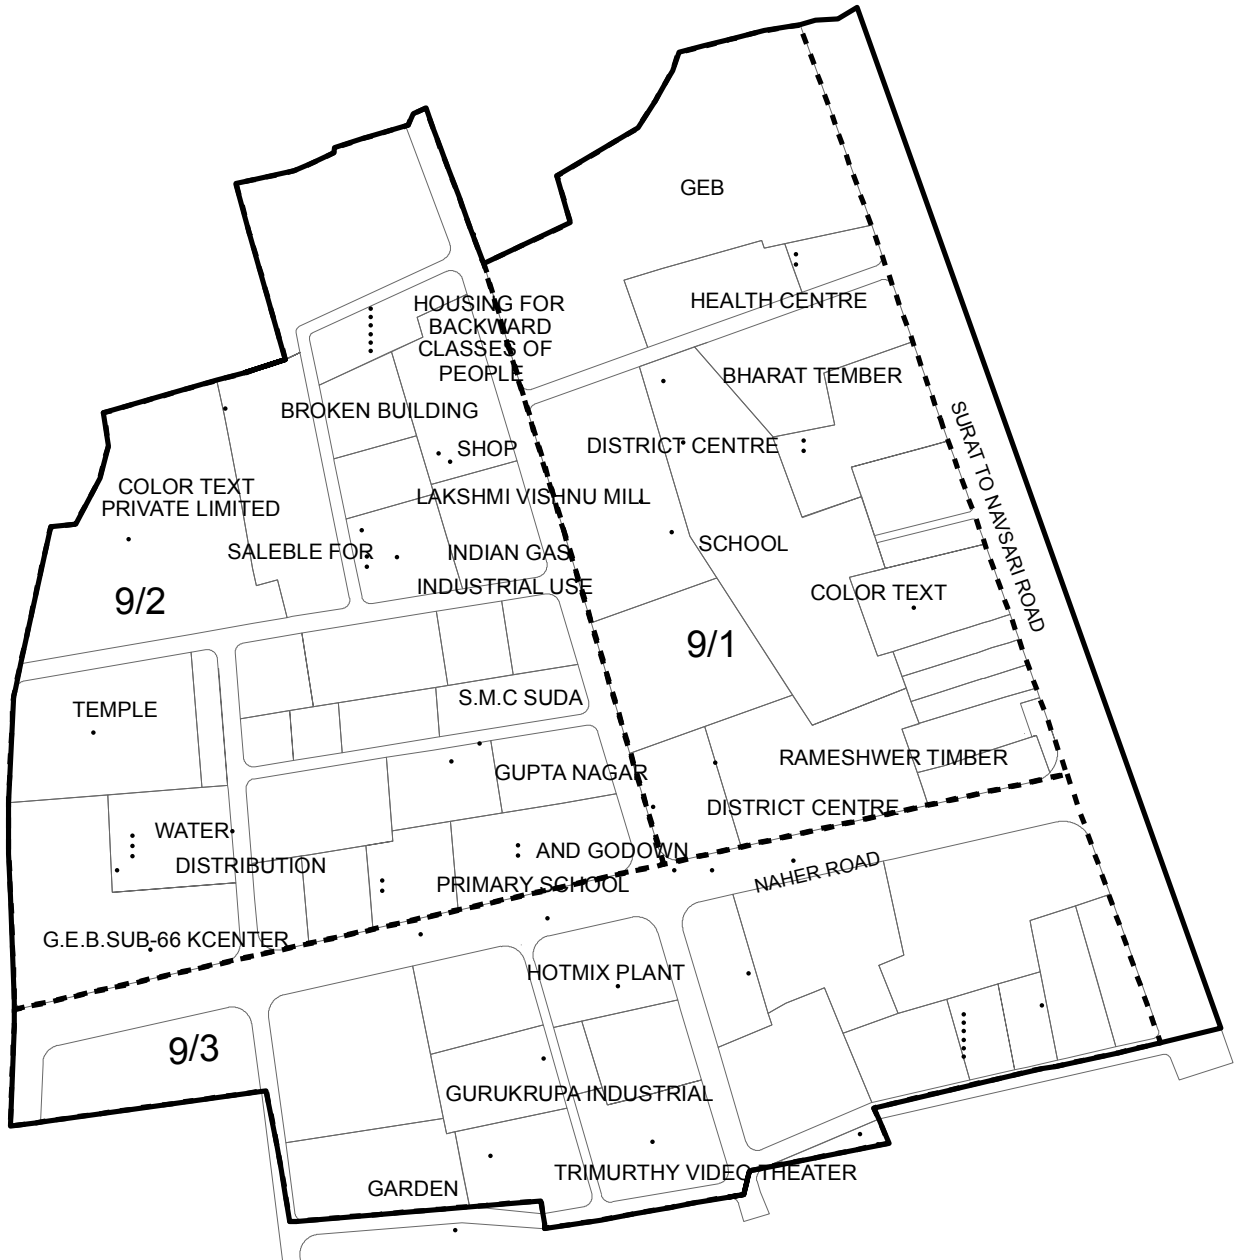 GEB
HOUSING FOR
BACKWARD
CLASSES OF
PEOPLE
HEALTH CENTRE
BHARAT TEMBER
BROKEN BUILDING
SHOP
DISTRICT CENTRE
SURAT TO NAVSARI ROAD
COLOR TEXT
PRIVATE LIMITED
LAKSHMI VISHNU MILL
SALEBLE FOR
INDIAN GAS
INDUSTRIAL USE
SCHOOL
COLOR TEXT
9/2
9/1
TEMPLE
S.M.C SUDA
GUPTA NAGAR
RAMESHWER TIMBER
DISTRICT CENTRE
WATER
DISTRIBUTION
AND GODOWN
PRIMARY SCHOOL
NAHER ROAD
G.E.B.SUB-66 KCENTER
HOTMIX PLANT
9/3
GURUKRUPA INDUSTRIAL
TRIMURTHY VIDEO THEATER
GARDEN